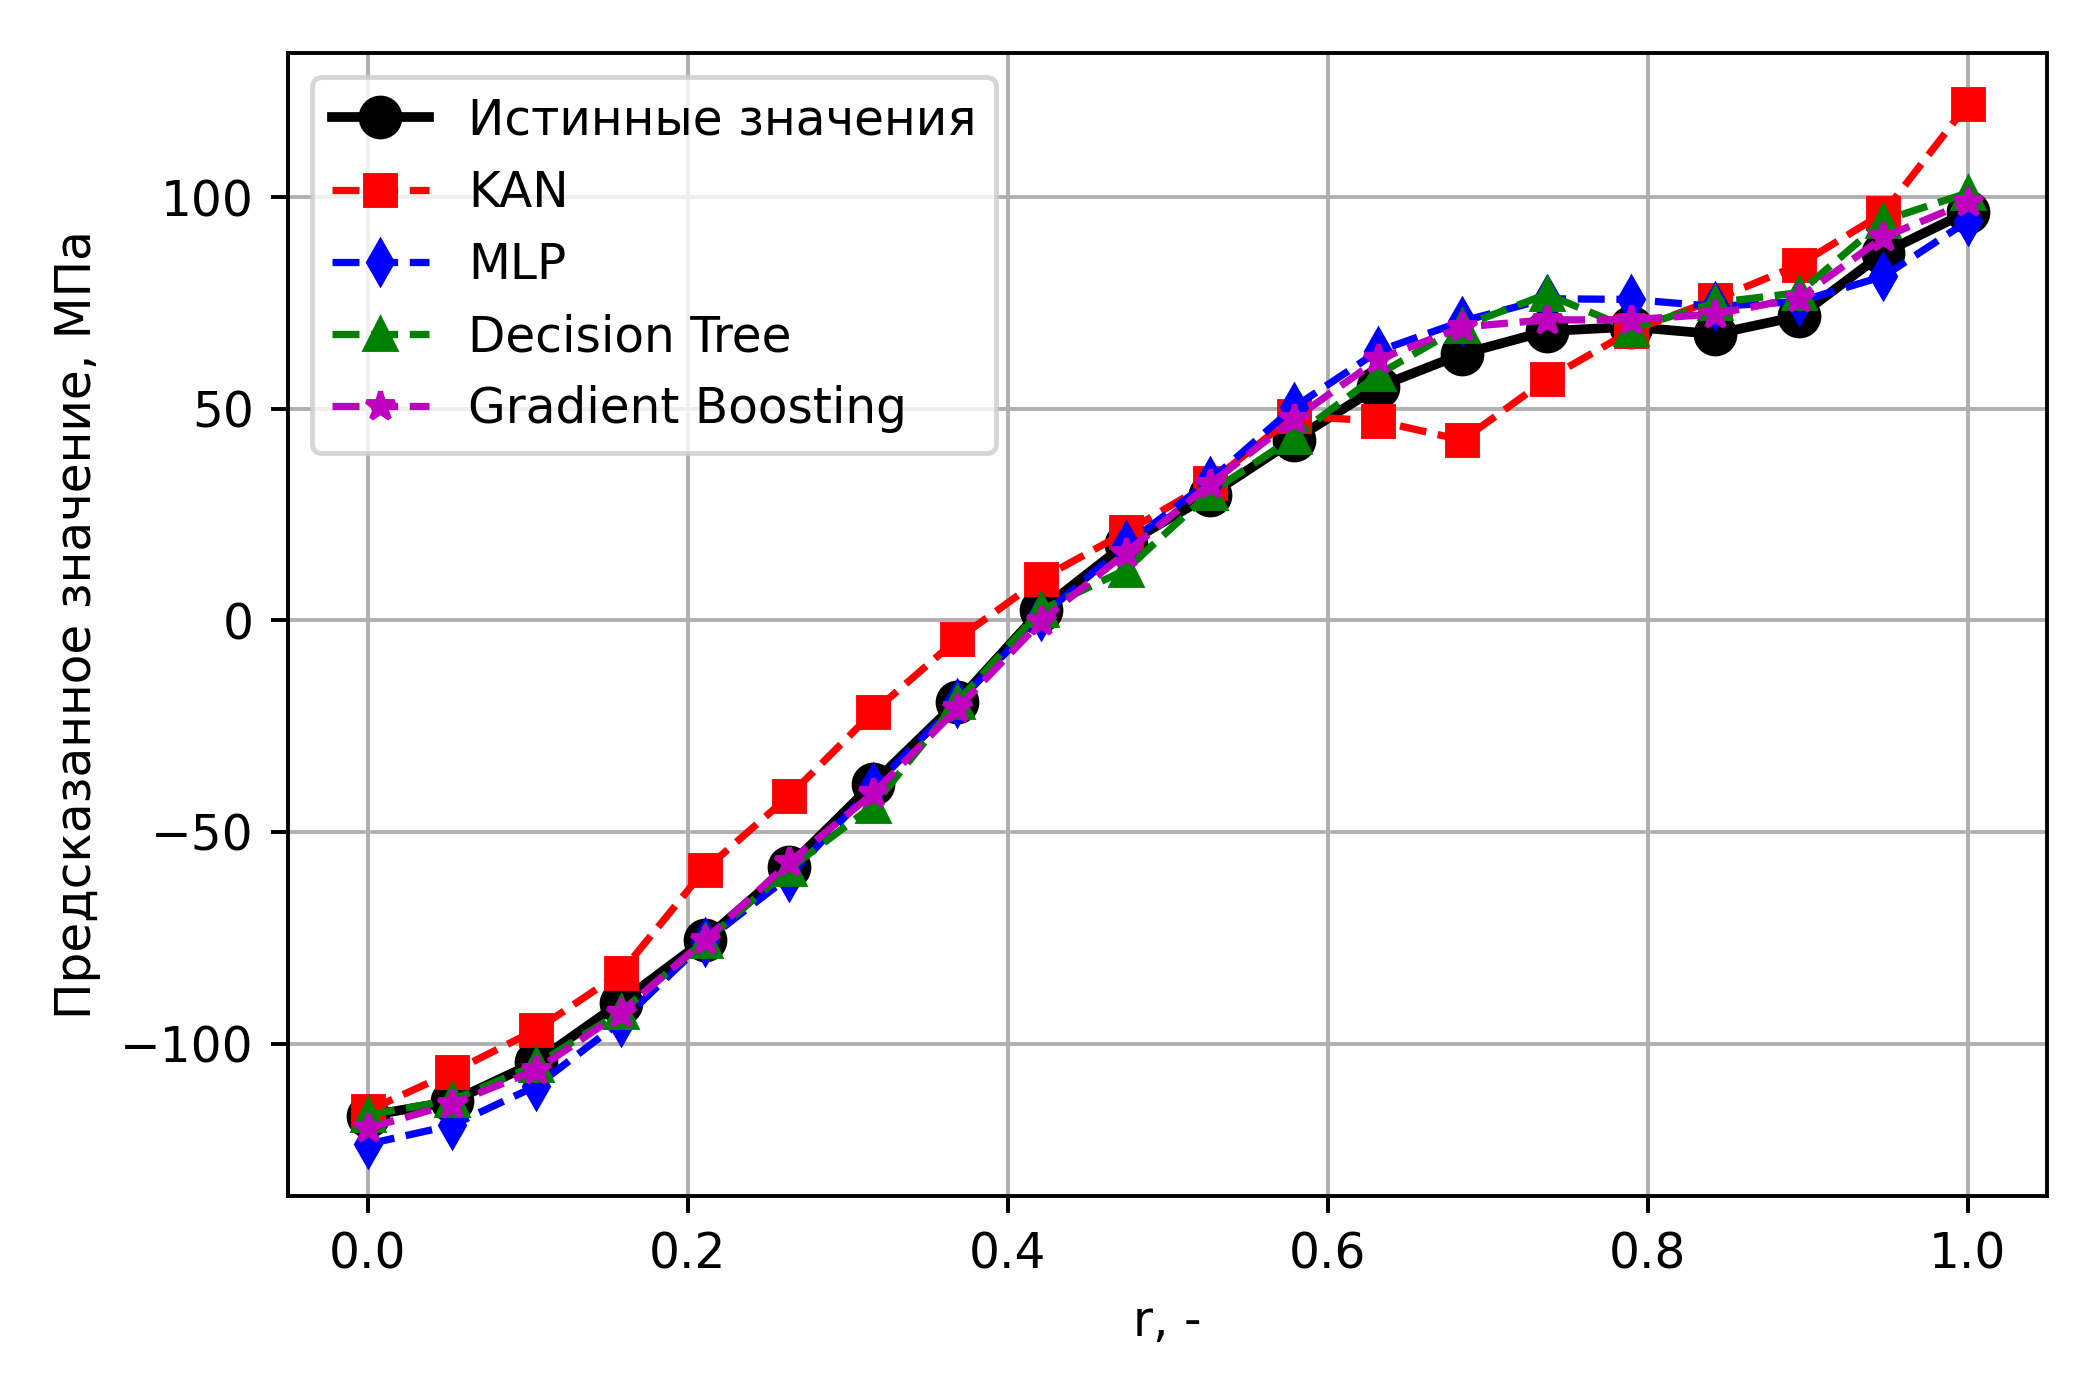 Истинные значения
KAN
MLP
Decision Tree
Gradient Boosting
Предсказанное значение, МПа
100
50
0
−50
−100
0.0 0.2 0.4 0.6 0.8 1.0
r, -